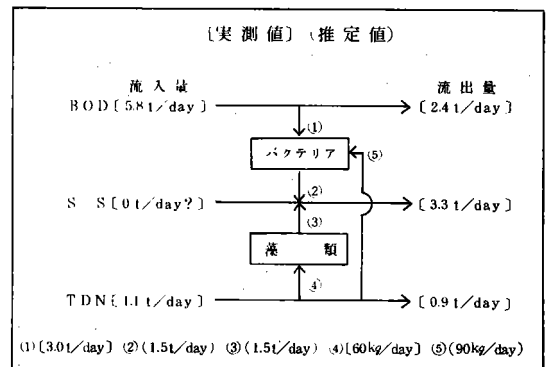 〔実測値〕(推定値)
流入量 流出量
BOD〔5.8t/day〕 〔2.4t/day〕
(1)
バクテリア (5)
(2)
S S〔0t/day?〕 〔3.3t/day〕
(3)
藻 類
(4)
TDN〔1.1t/day〕 〔0.9t/day〕
(1)〔3.0t/day〕 (2)(1.5t/day) (3)(1.5t/day) (4)〔60kg/day〕 (5)(90kg/day)